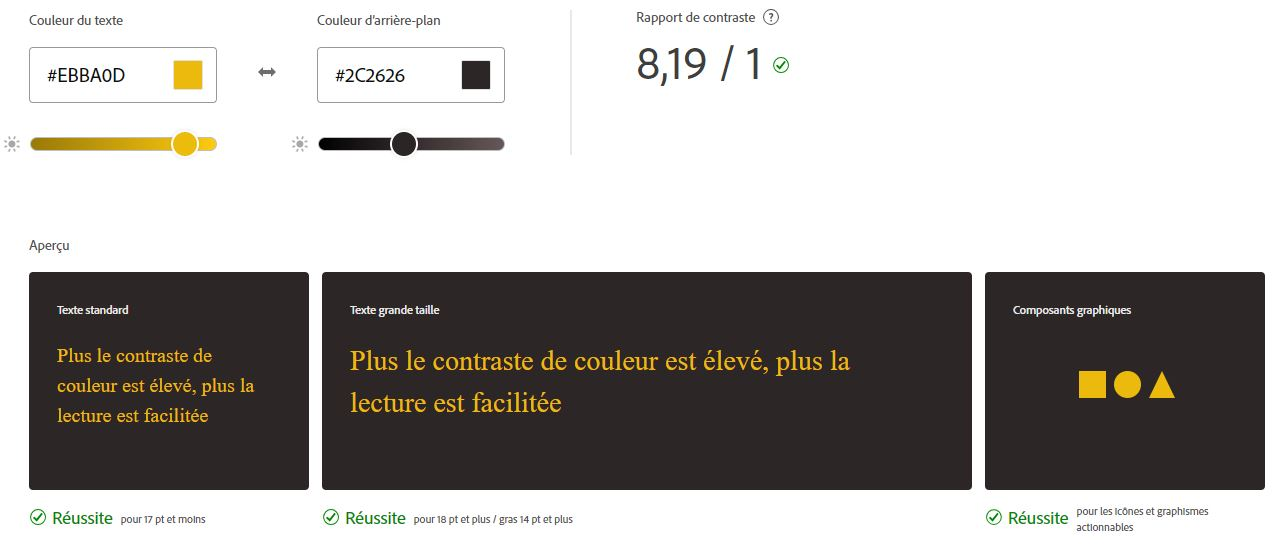 Couleur du texte
Couleur d'arrière-plan
Rapport de contraste ?
#EBBA0D
#2C2626
8,19 / 1
Aperçu
Texte standard
Plus le contraste de
couleur est élevé, plus la
lecture est facilitée
Texte grande taille
Plus le contraste de couleur est élevé, plus la
lecture est facilitée
Composants graphiques
Réussite pour 17 pt et moins
Réussite pour 18 pt et plus / gras 14 pt et plus
Réussite pour les icônes et graphismes
actionnables